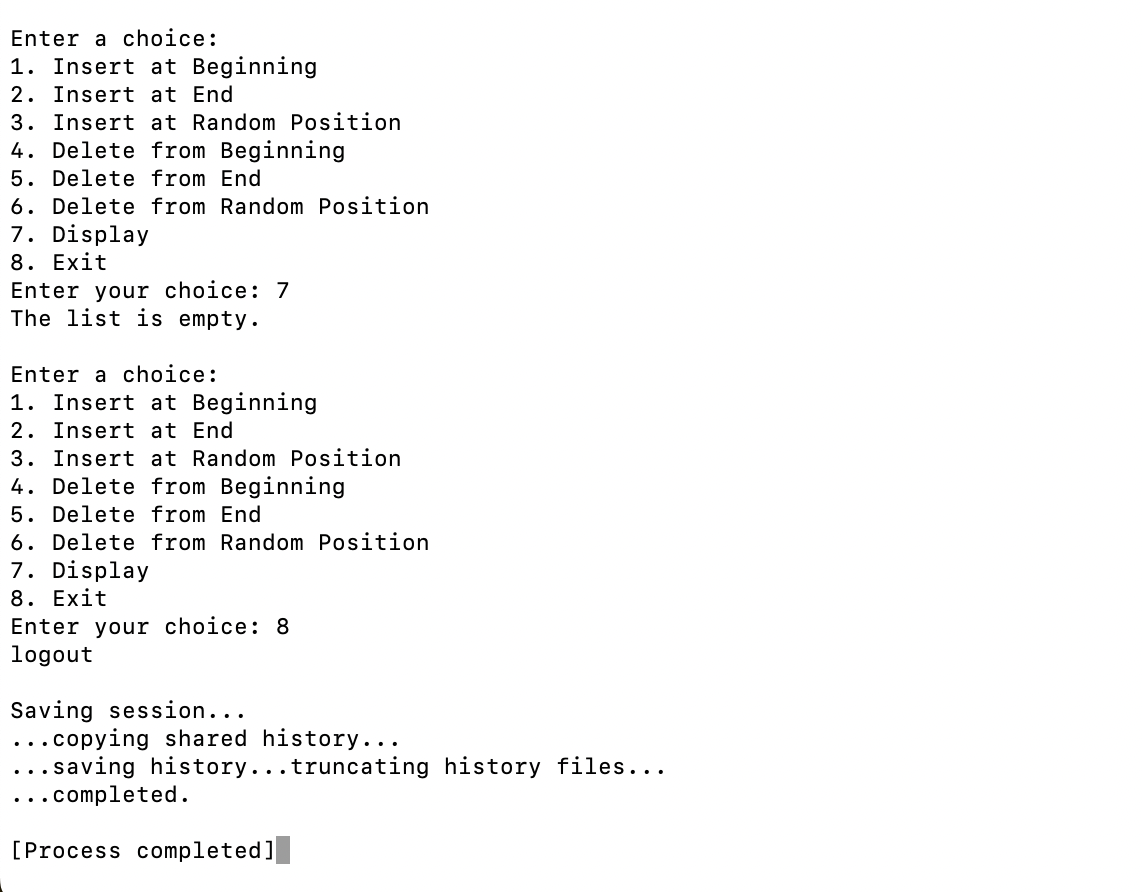 Enter a choice:
1. Insert at Beginning
2. Insert at End
3. Insert at Random Position
4. Delete from Beginning
5. Delete from End
6. Delete from Random Position
7. Display
8. Exit
Enter your choice: 7
The list is empty.

Enter a choice:
1. Insert at Beginning
2. Insert at End
3. Insert at Random Position
4. Delete from Beginning
5. Delete from End
6. Delete from Random Position
7. Display
8. Exit
Enter your choice: 8
logout

Saving session...
...copying shared history...
...saving history...truncating history files...
...completed.

[Process completed]